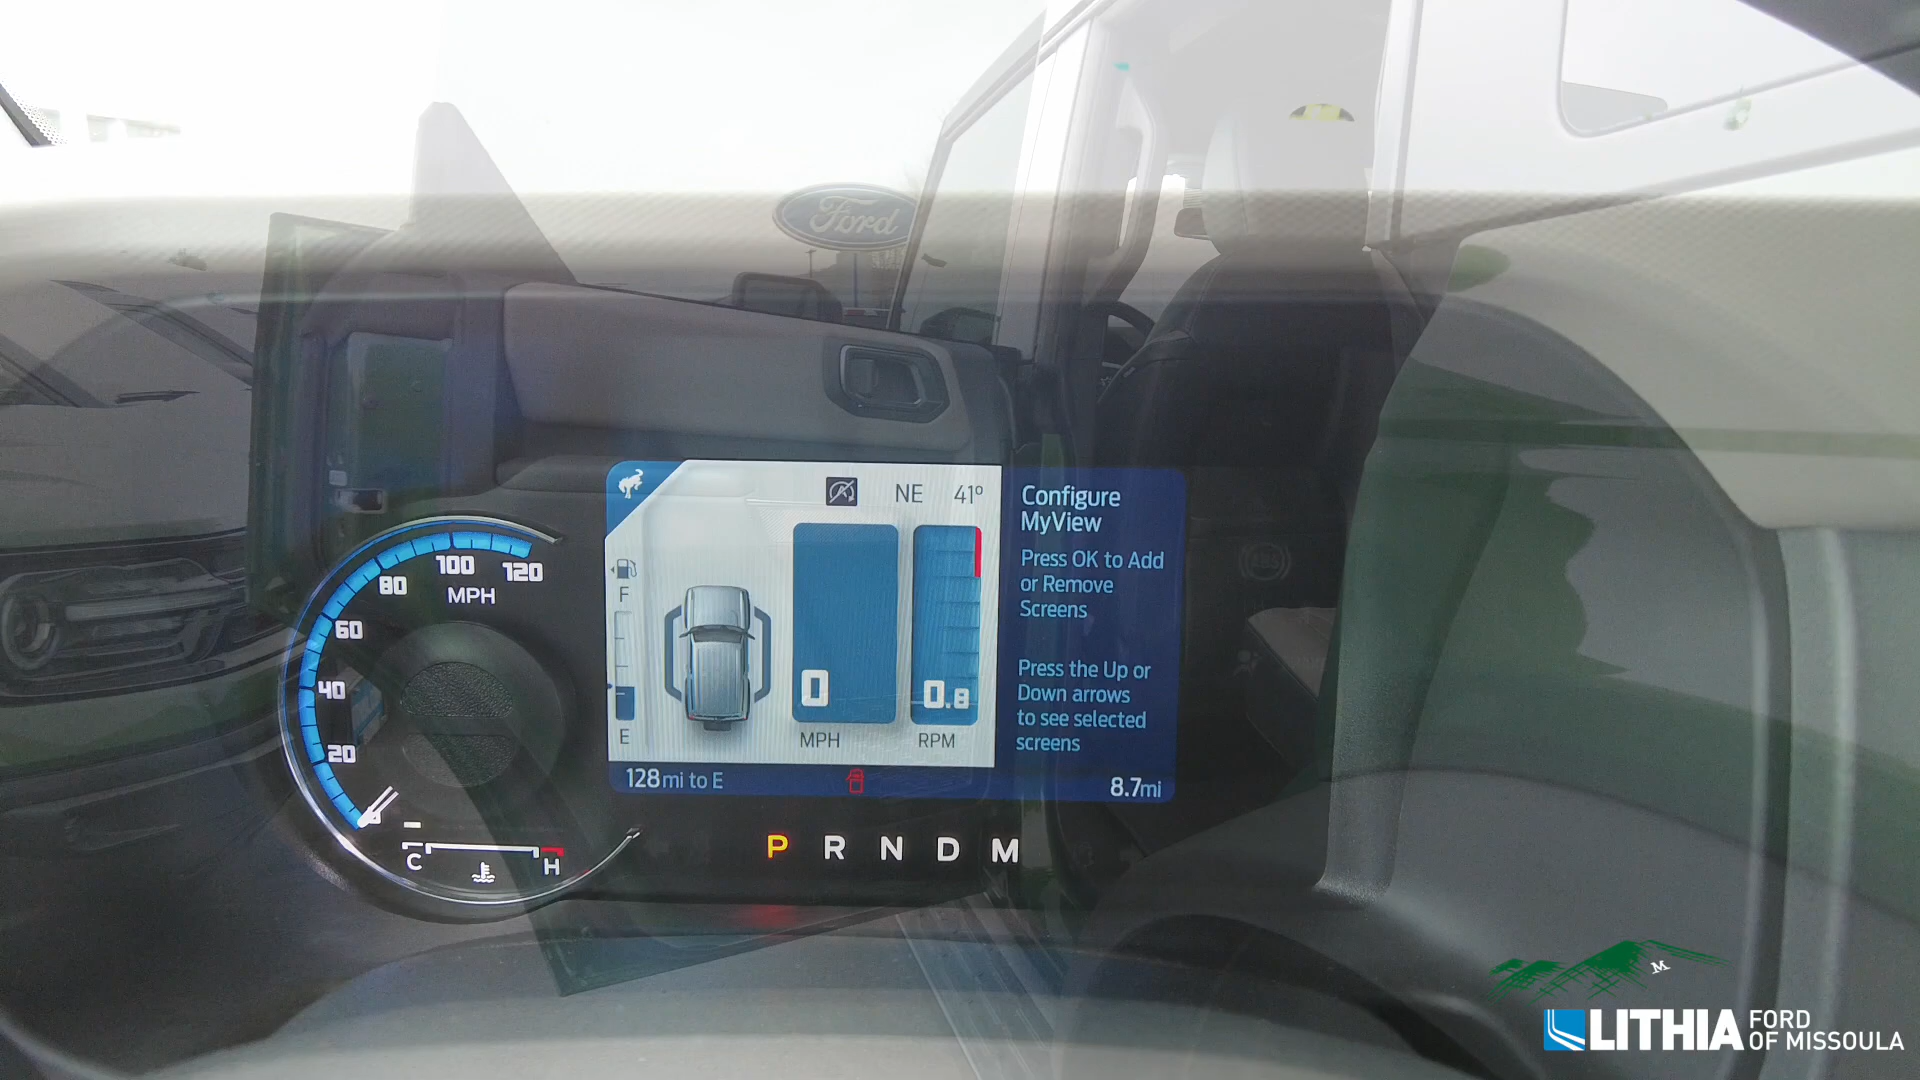 Ford
NE 41º
Configure
MyView
Press OK to Add
or Remove
Screens
Press the Up or
Down arrows
to see selected
screens
F
E
0
MPH
0.8
RPM
128mi to E
8.7mi
120
100
80
60
40
20
0
MPH
C
H
P R N D M
M
LITHIA FORD
OF MISSOULA